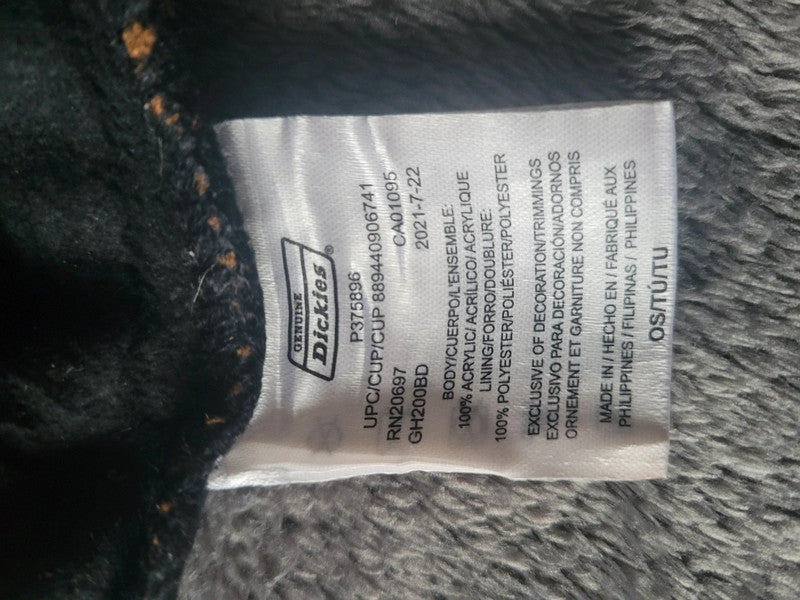 GENUINE
Dickies®
P375896
UPC/CUP/CUP 889440906741
RN20697 CA01095
GH200BD 2021-7-22
BODY/CUERPO/L'ENSEMBLE:
100% ACRYLIC/ ACRÍLICO/ ACRYLIQUE
LINING/FORRO/DOUBLURE:
100% POLYESTER/POLIÉSTER/POLYESTER
EXCLUSIVE OF DECORATION/TRIMMINGS
EXCLUSIVO PARA DECORACIÓN/ADORNOS
ORNEMENT ET GARNITURE NON COMPRIS
MADE IN / HECHO EN / FABRIQUÉ AUX
PHILIPPINES / FILIPINAS / PHILIPPINES
OS/TÚ/TU